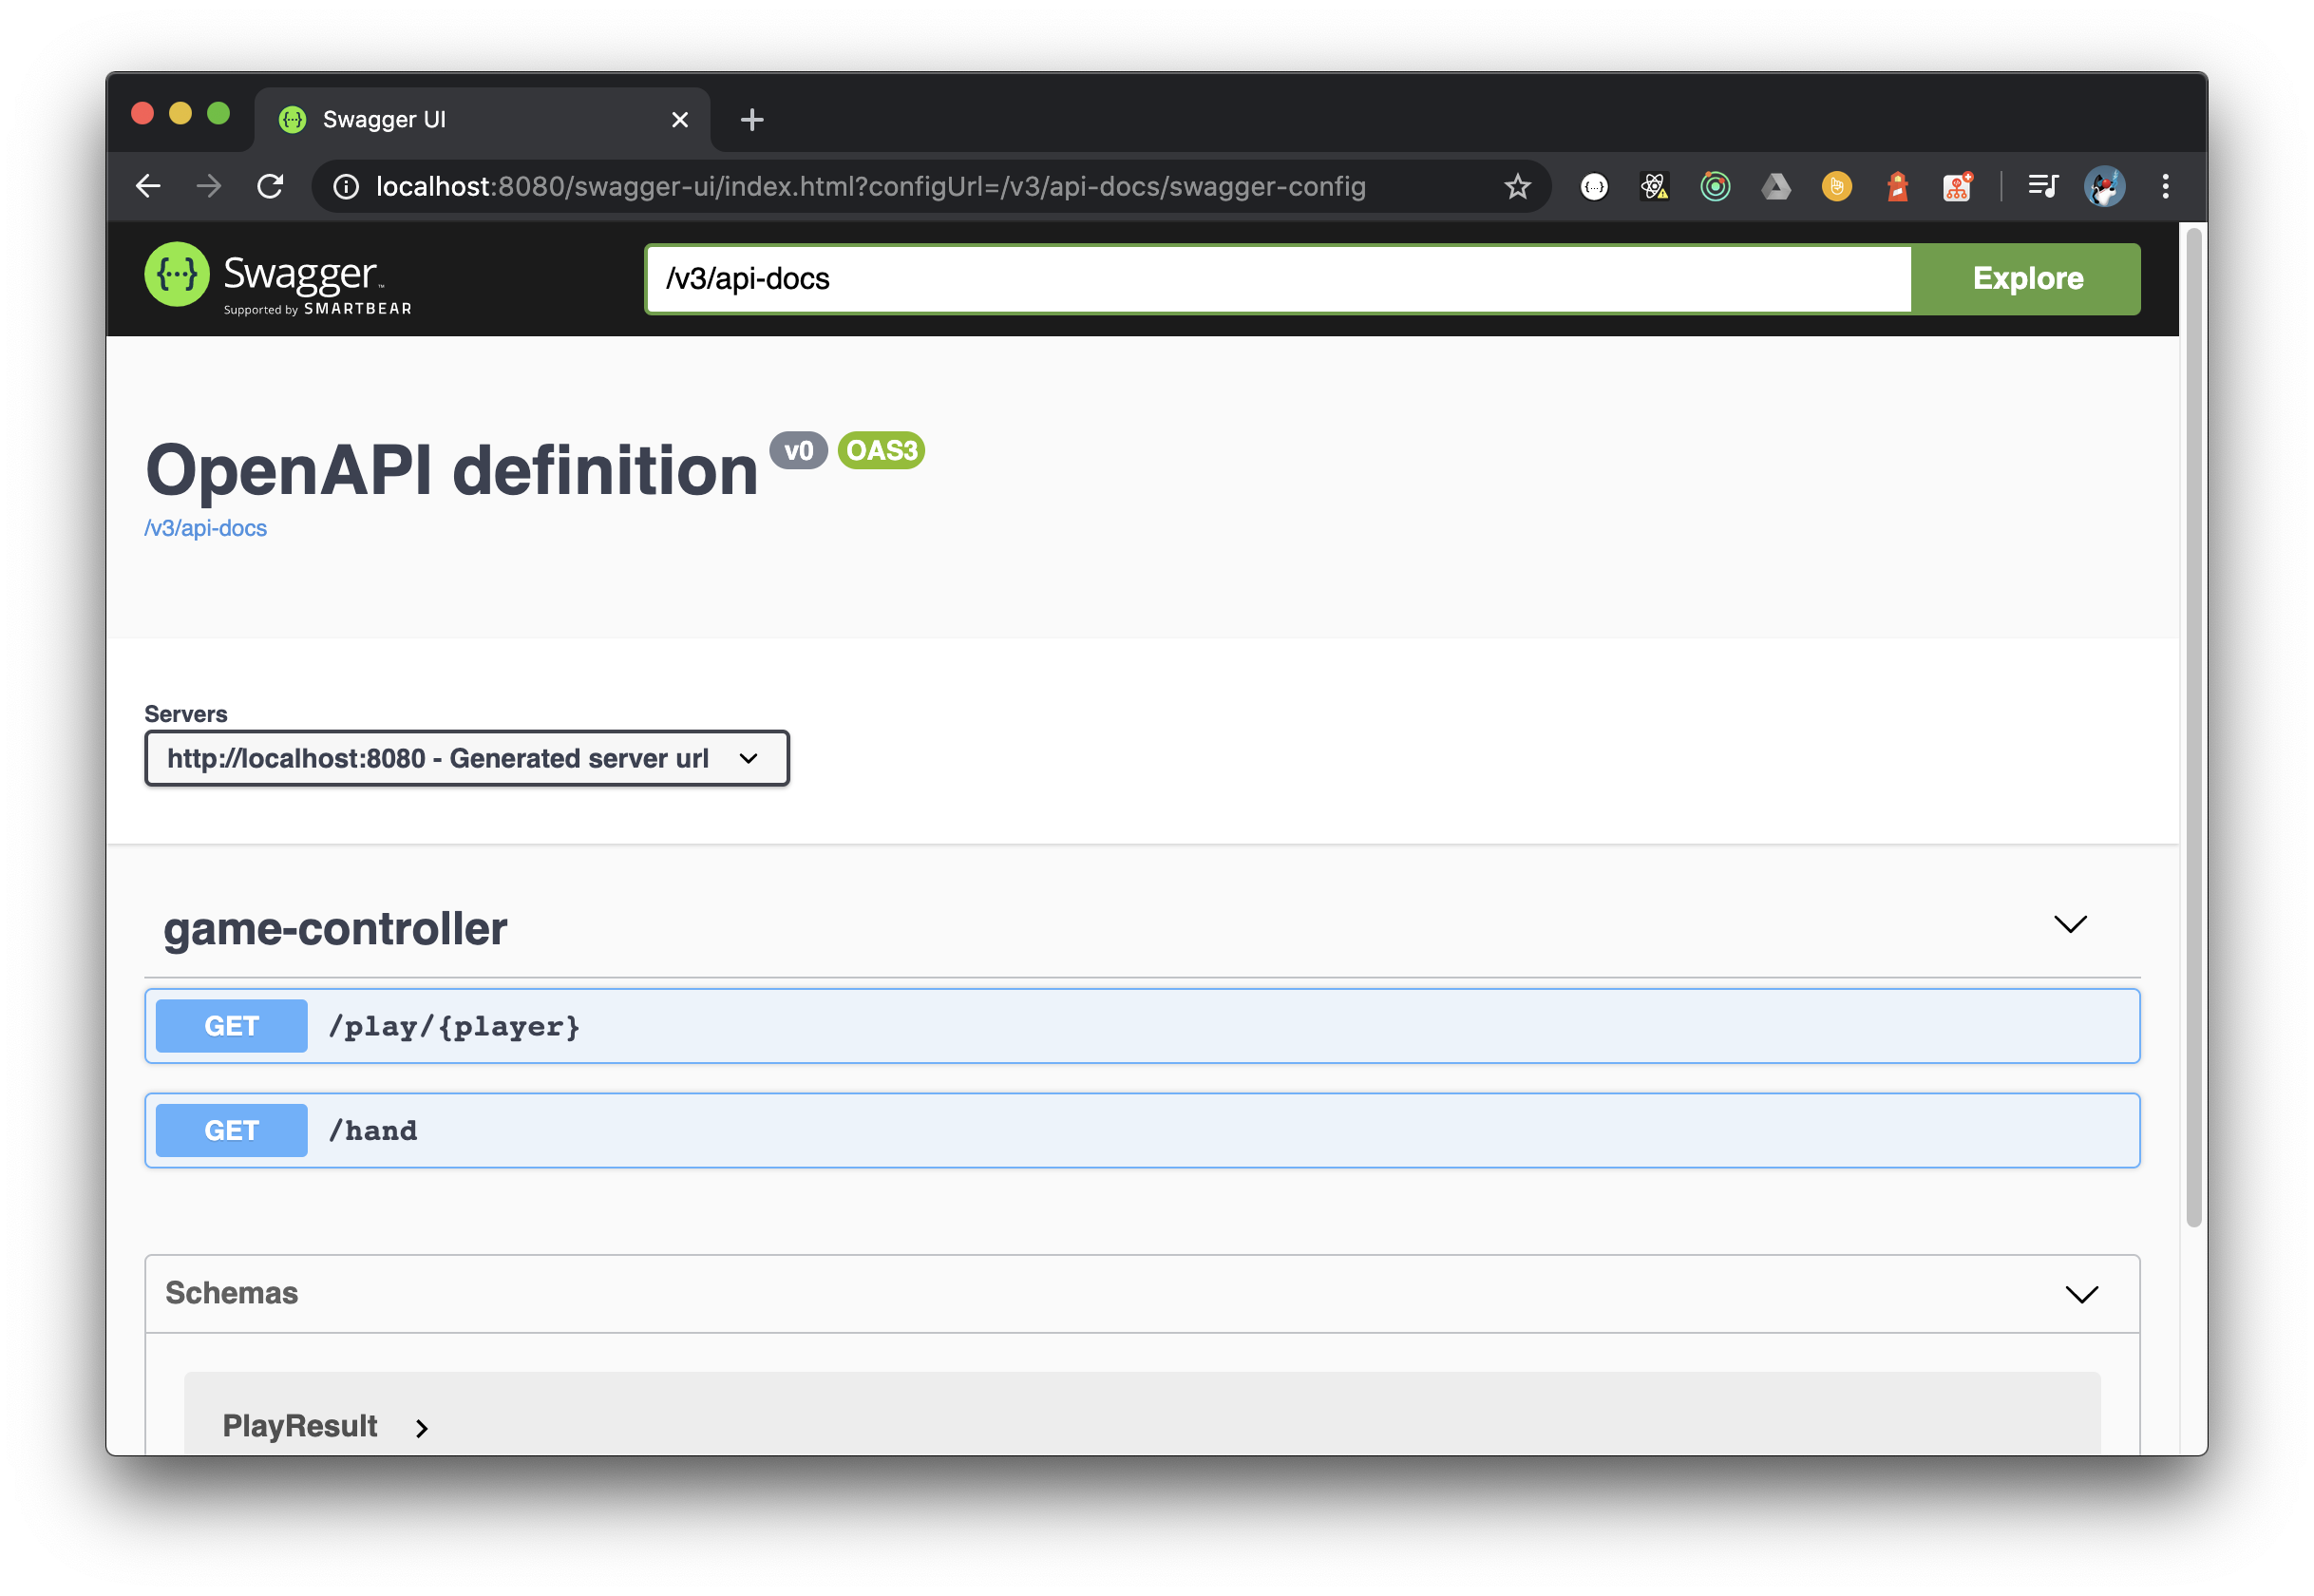 Swagger UI
localhost:8080/swagger-ui/index.html?configUrl=/v3/api-docs/swagger-config
Swagger™
Supported by SMARTBEAR
/v3/api-docs
Explore
OpenAPI definition v0 OAS3
/v3/api-docs
Servers
http://localhost:8080 - Generated server url
game-controller
GET /play/{player}
GET /hand
Schemas
PlayResult